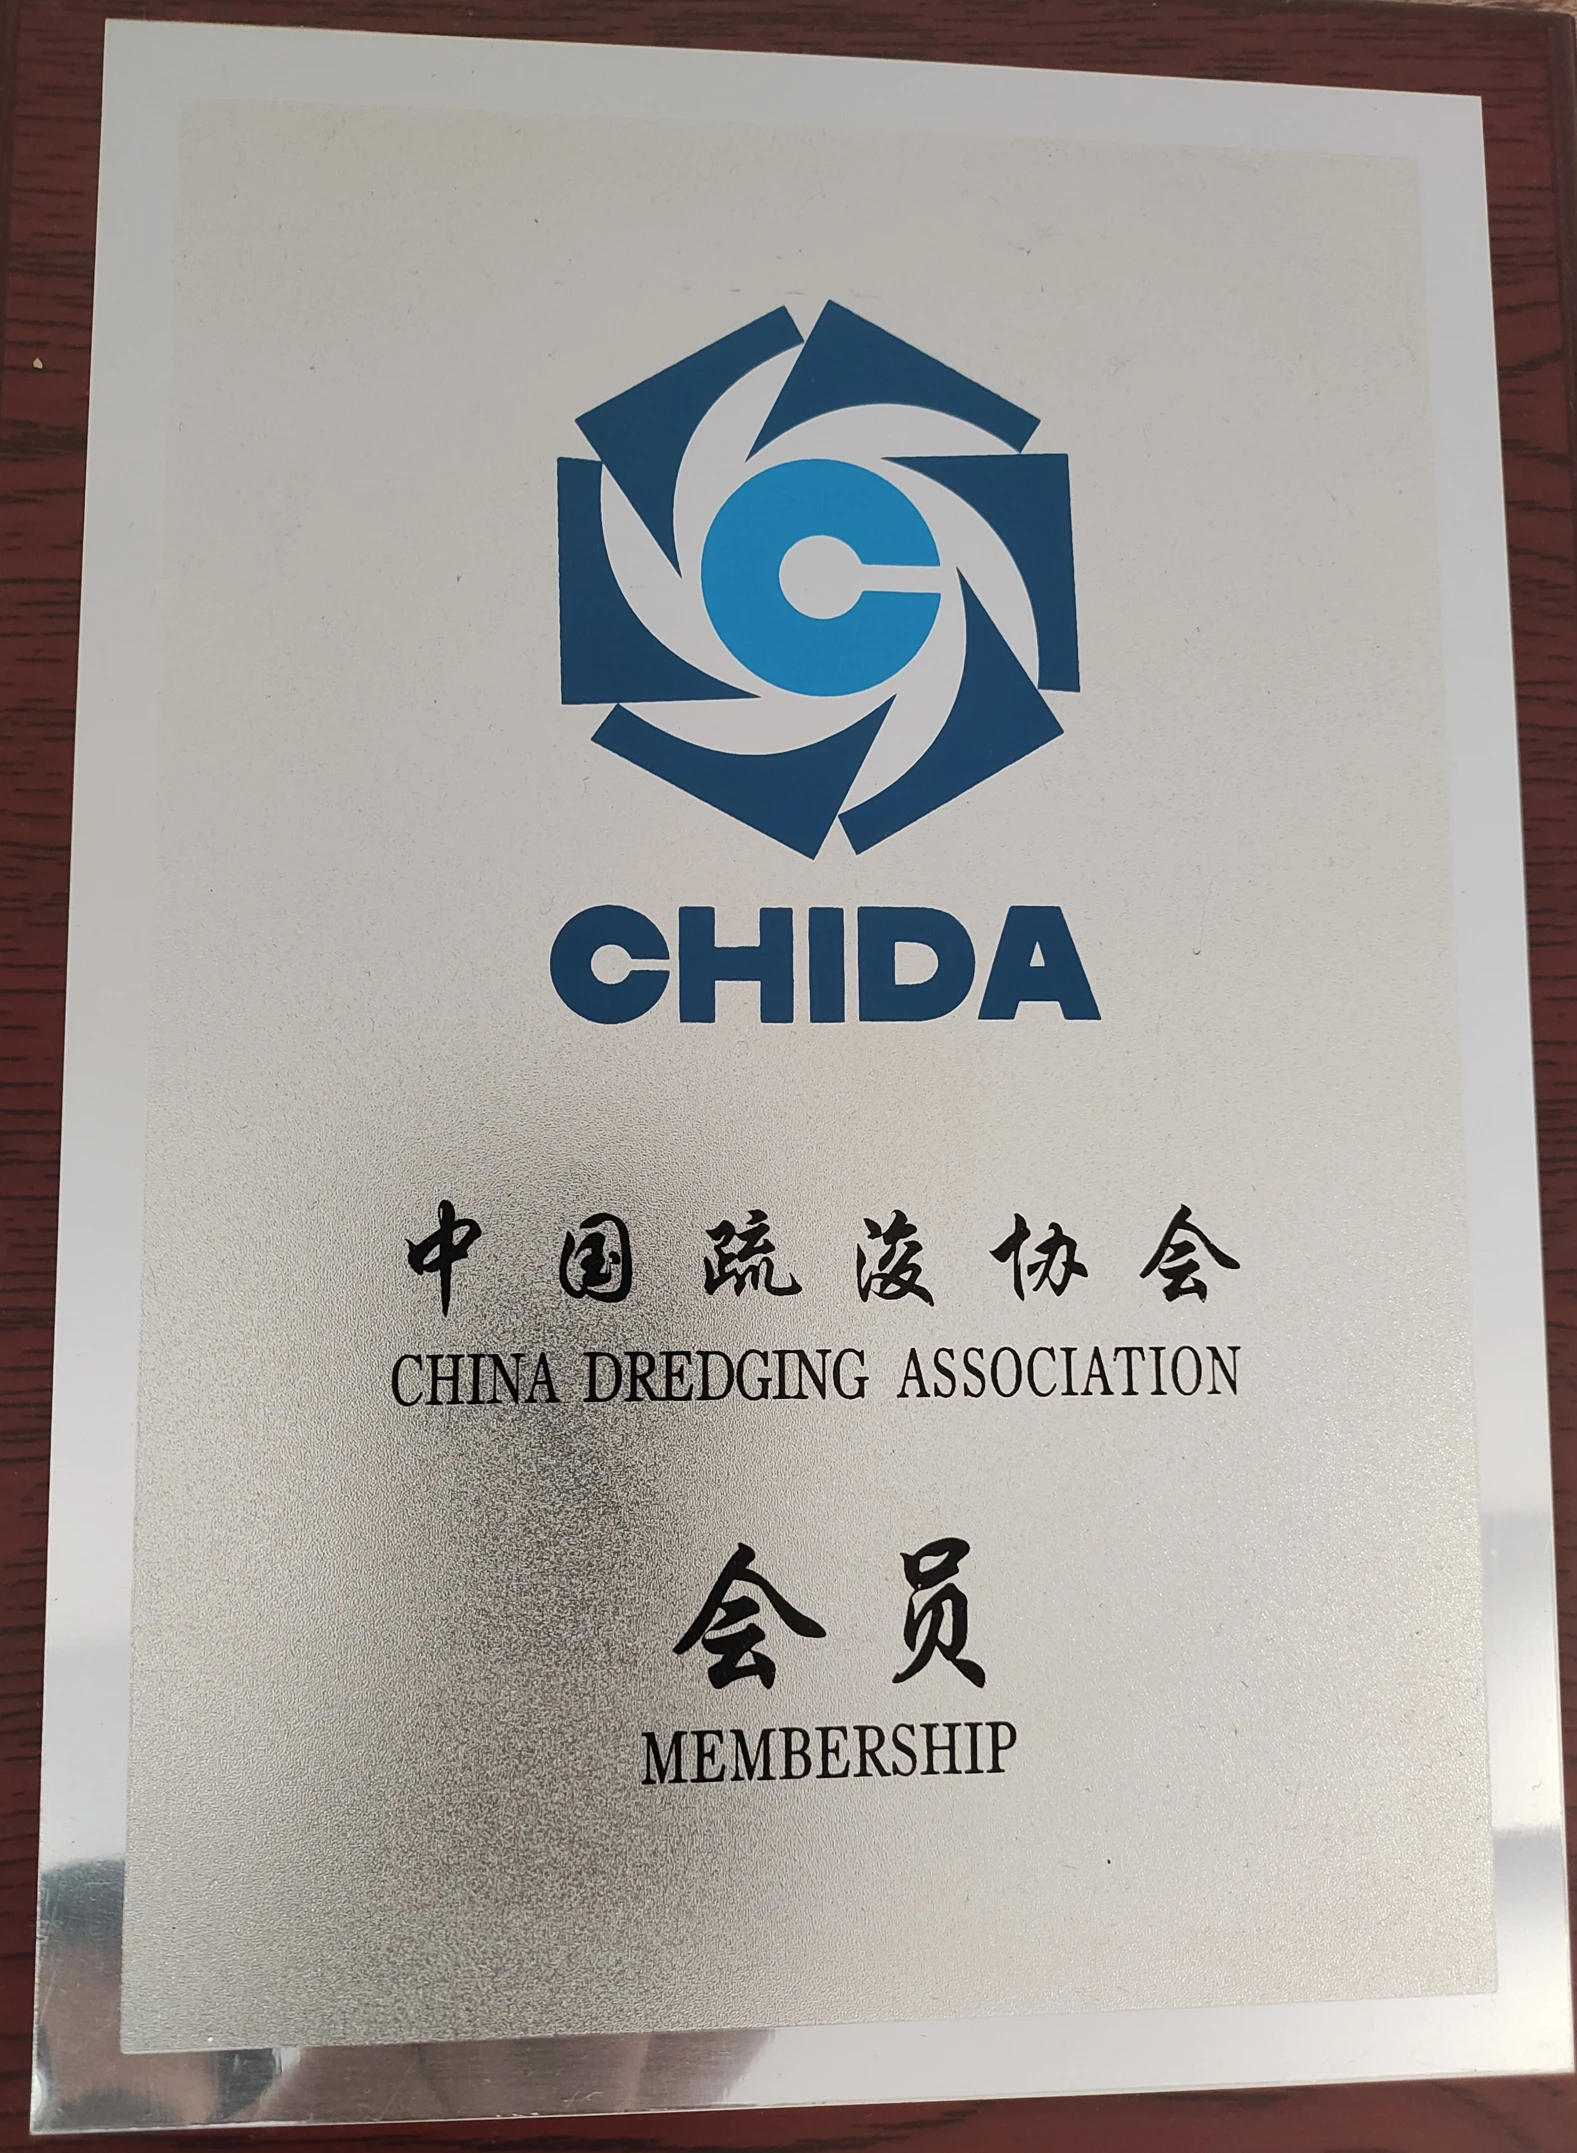 C
CHIDA
中国疏浚协会
CHINA DREDGING ASSOCIATION
会员
MEMBERSHIP